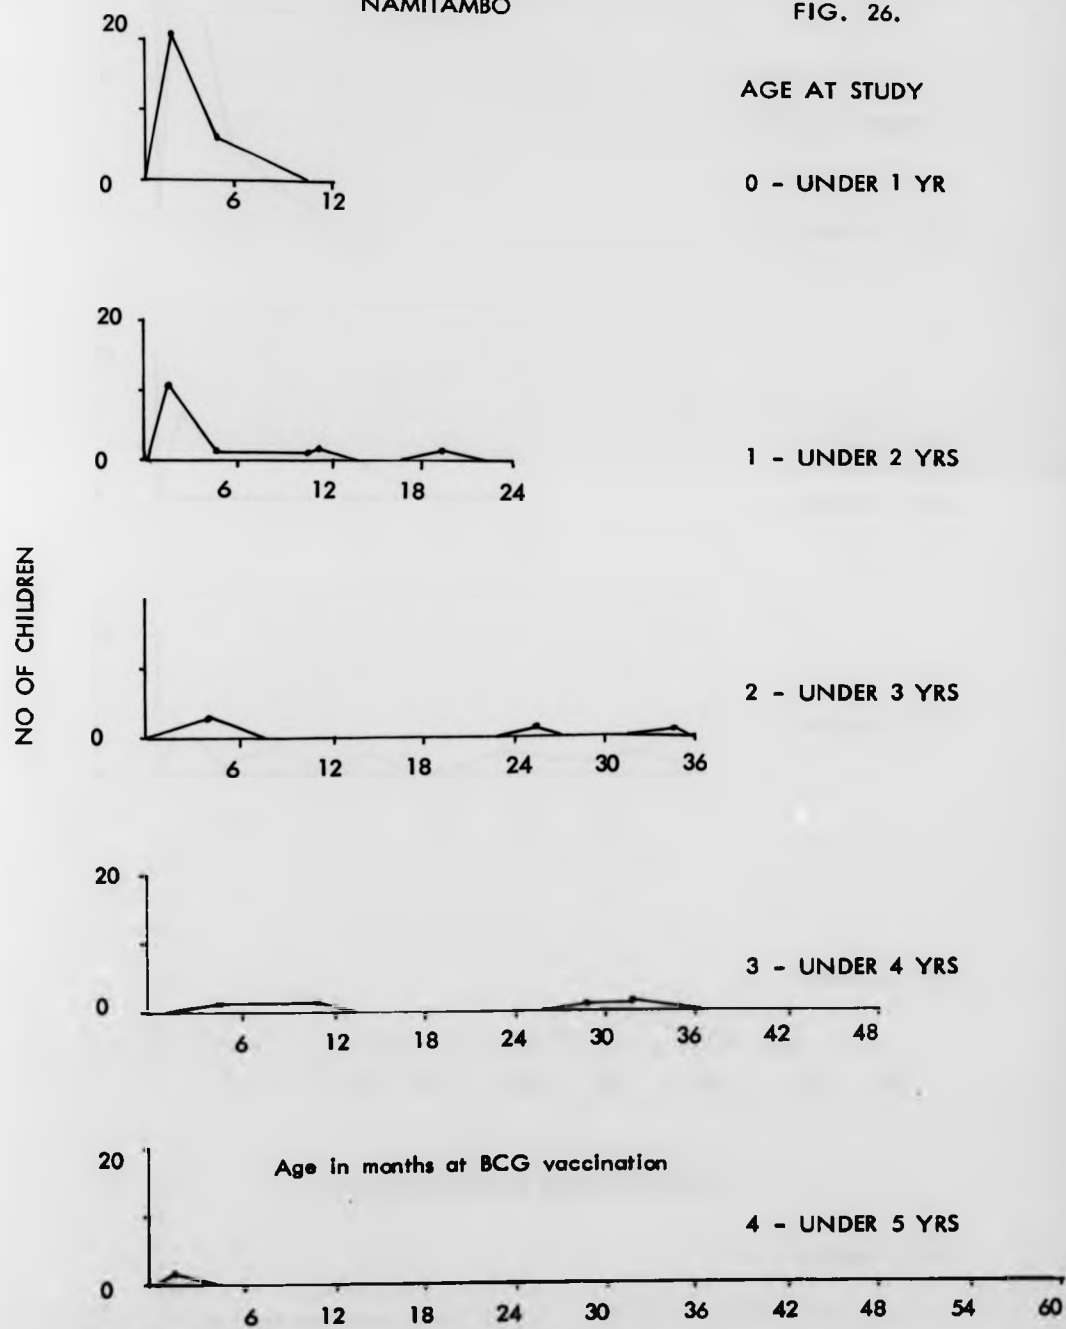 NAMITAMBO
FIG. 26.
AGE AT STUDY
NO OF CHILDREN
20
0
6 12
0 - UNDER 1 YR
20
0
6 12 18 24
1 - UNDER 2 YRS
0
6 12 18 24 30 36
2 - UNDER 3 YRS
20
0
6 12 18 24 30 36 42 48
3 - UNDER 4 YRS
20
Age in months at BCG vaccination
0
6 12 18 24 30 36 42 48 54 60
4 - UNDER 5 YRS